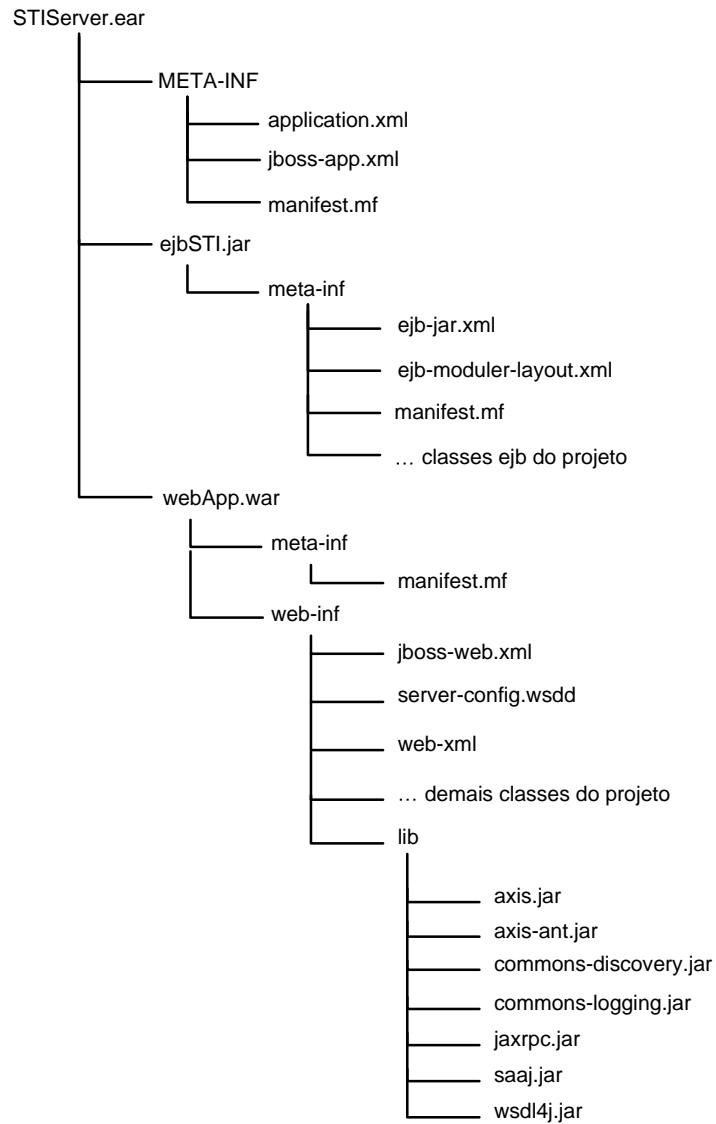 STIServer.ear
META-INF
application.xml
jboss-app.xml
manifest.mf
ejbSTI.jar
meta-inf
ejb-jar.xml
ejb-moduler-layout.xml
manifest.mf
… classes ejb do projeto
webApp.war
meta-inf
manifest.mf
web-inf
jboss-web.xml
server-config.wsdd
web-xml
… demais classes do projeto
lib
axis.jar
axis-ant.jar
commons-discovery.jar
commons-logging.jar
jaxrpc.jar
saaj.jar
wsdl4j.jar